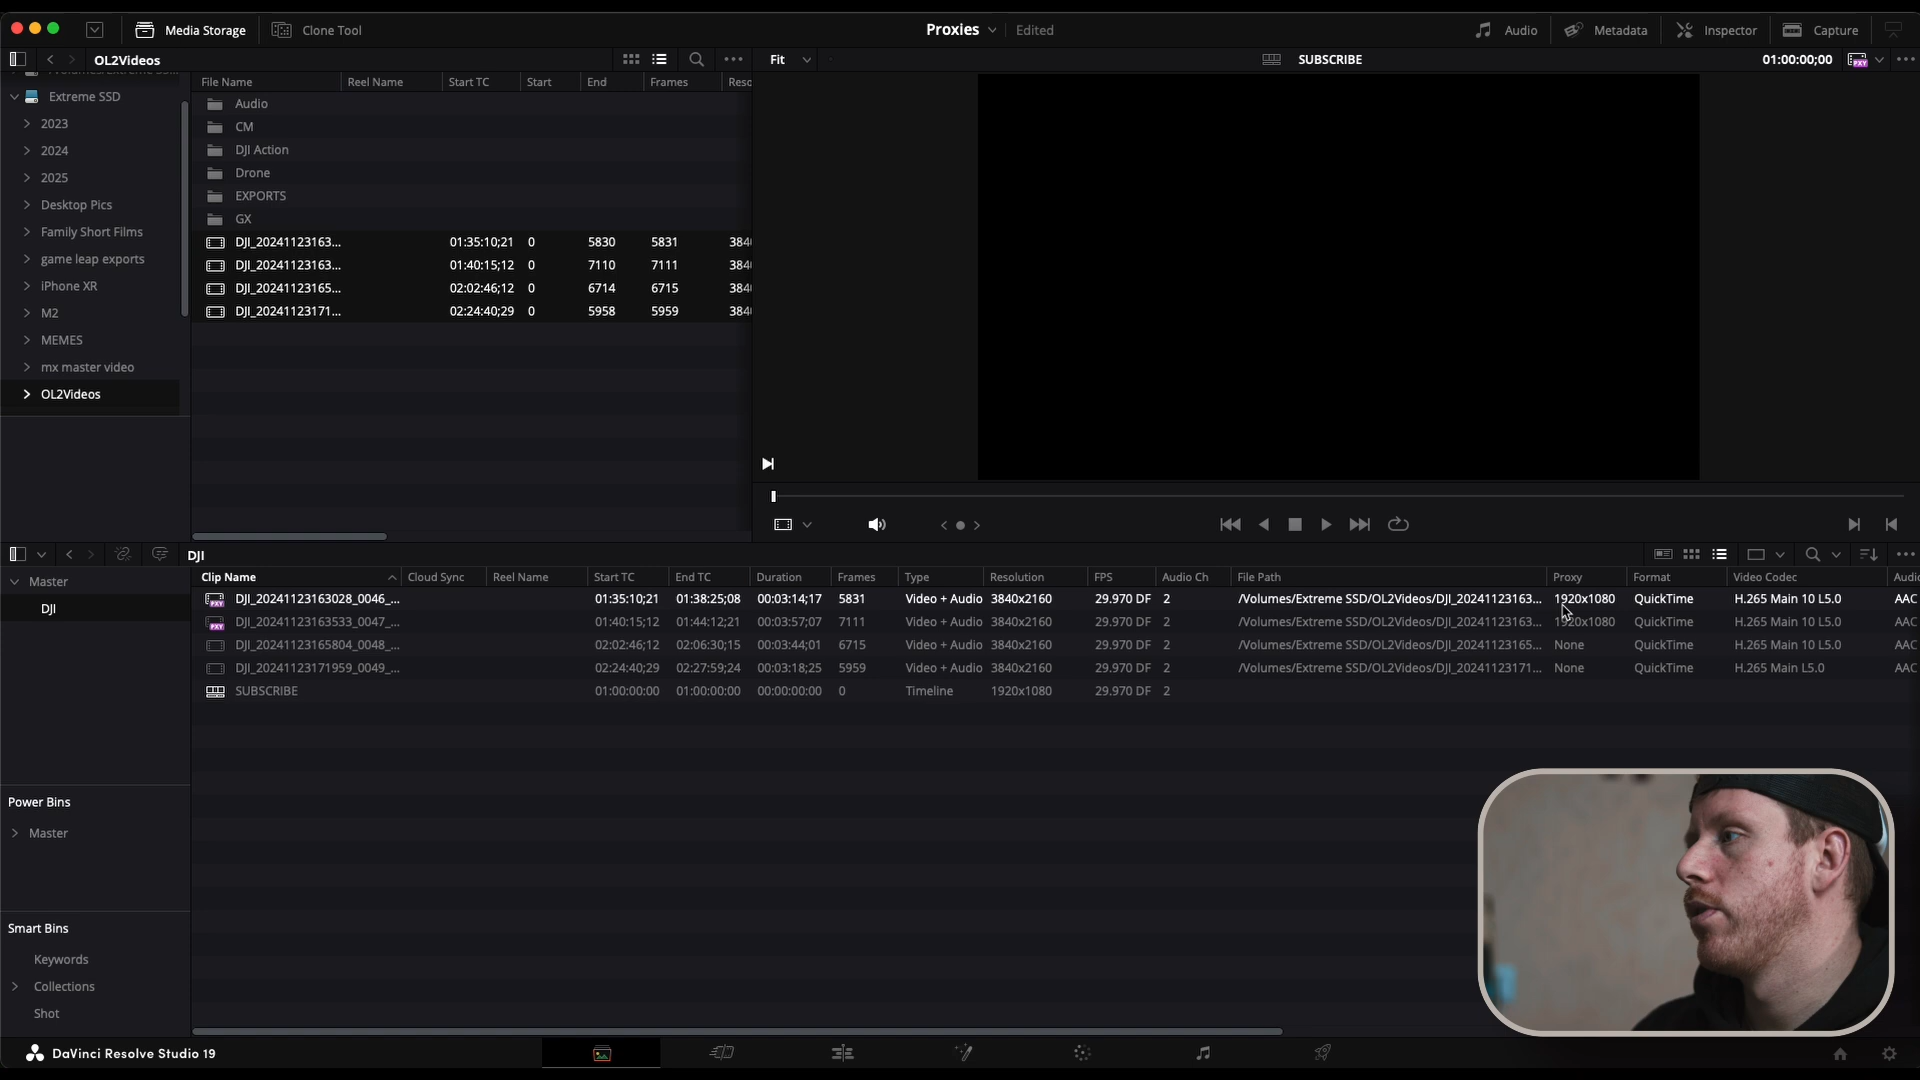 Media Storage Clone Tool Proxies Edited Audio Metadata Inspector Capture
OL2Videos Fit SUBSCRIBE 01:00:00;00
File Name Reel Name Start TC Start End Frames Reso
Extreme SSD
2023
2024
2025
Desktop Pics
Family Short Films
game leap exports
iPhone XR
M2
MEMES
mx master video
OL2Videos
Audio
CM
DJI Action
Drone
EXPORTS
GX
DJI_20241123163... 01:35:10;21 0 5830 5831 384
DJI_20241123163... 01:40:15;12 0 7110 7111 384
DJI_20241123165... 02:02:46;12 0 6714 6715 384
DJI_20241123171... 02:24:40;29 0 5958 5959 384
DJI
Master
DJI
Clip Name Cloud Sync Reel Name Start TC End TC Duration Frames Type Resolution FPS Audio Ch File Path Proxy Format Video Codec Audio
PXY DJI_20241123163028_0046_... 01:35:10;21 01:38:25;08 00:03:14;17 5831 Video + Audio 3840x2160 29.970 DF 2 /Volumes/Extreme SSD/OL2Videos/DJI_20241123163... 1920x1080 QuickTime H.265 Main 10 L5.0 AAC
PXY DJI_20241123163533_0047_... 01:40:15;12 01:44:12;21 00:03:57;07 7111 Video + Audio 3840x2160 29.970 DF 2 /Volumes/Extreme SSD/OL2Videos/DJI_20241123163... 1920x1080 QuickTime H.265 Main 10 L5.0 AAC
DJI_20241123165804_0048_... 02:02:46;12 02:06:30;15 00:03:44;01 6715 Video + Audio 3840x2160 29.970 DF 2 /Volumes/Extreme SSD/OL2Videos/DJI_20241123165... None QuickTime H.265 Main 10 L5.0 AAC
DJI_20241123171959_0049_... 02:24:40;29 02:27:59;24 00:03:18;25 5959 Video + Audio 3840x2160 29.970 DF 2 /Volumes/Extreme SSD/OL2Videos/DJI_20241123171... None QuickTime H.265 Main L5.0 AAC
SUBSCRIBE 01:00:00:00 01:00:00:00 00:00:00:00 0 Timeline 1920x1080 29.970 DF 2
Power Bins
Master
Smart Bins
Keywords
Collections
Shot
DaVinci Resolve Studio 19